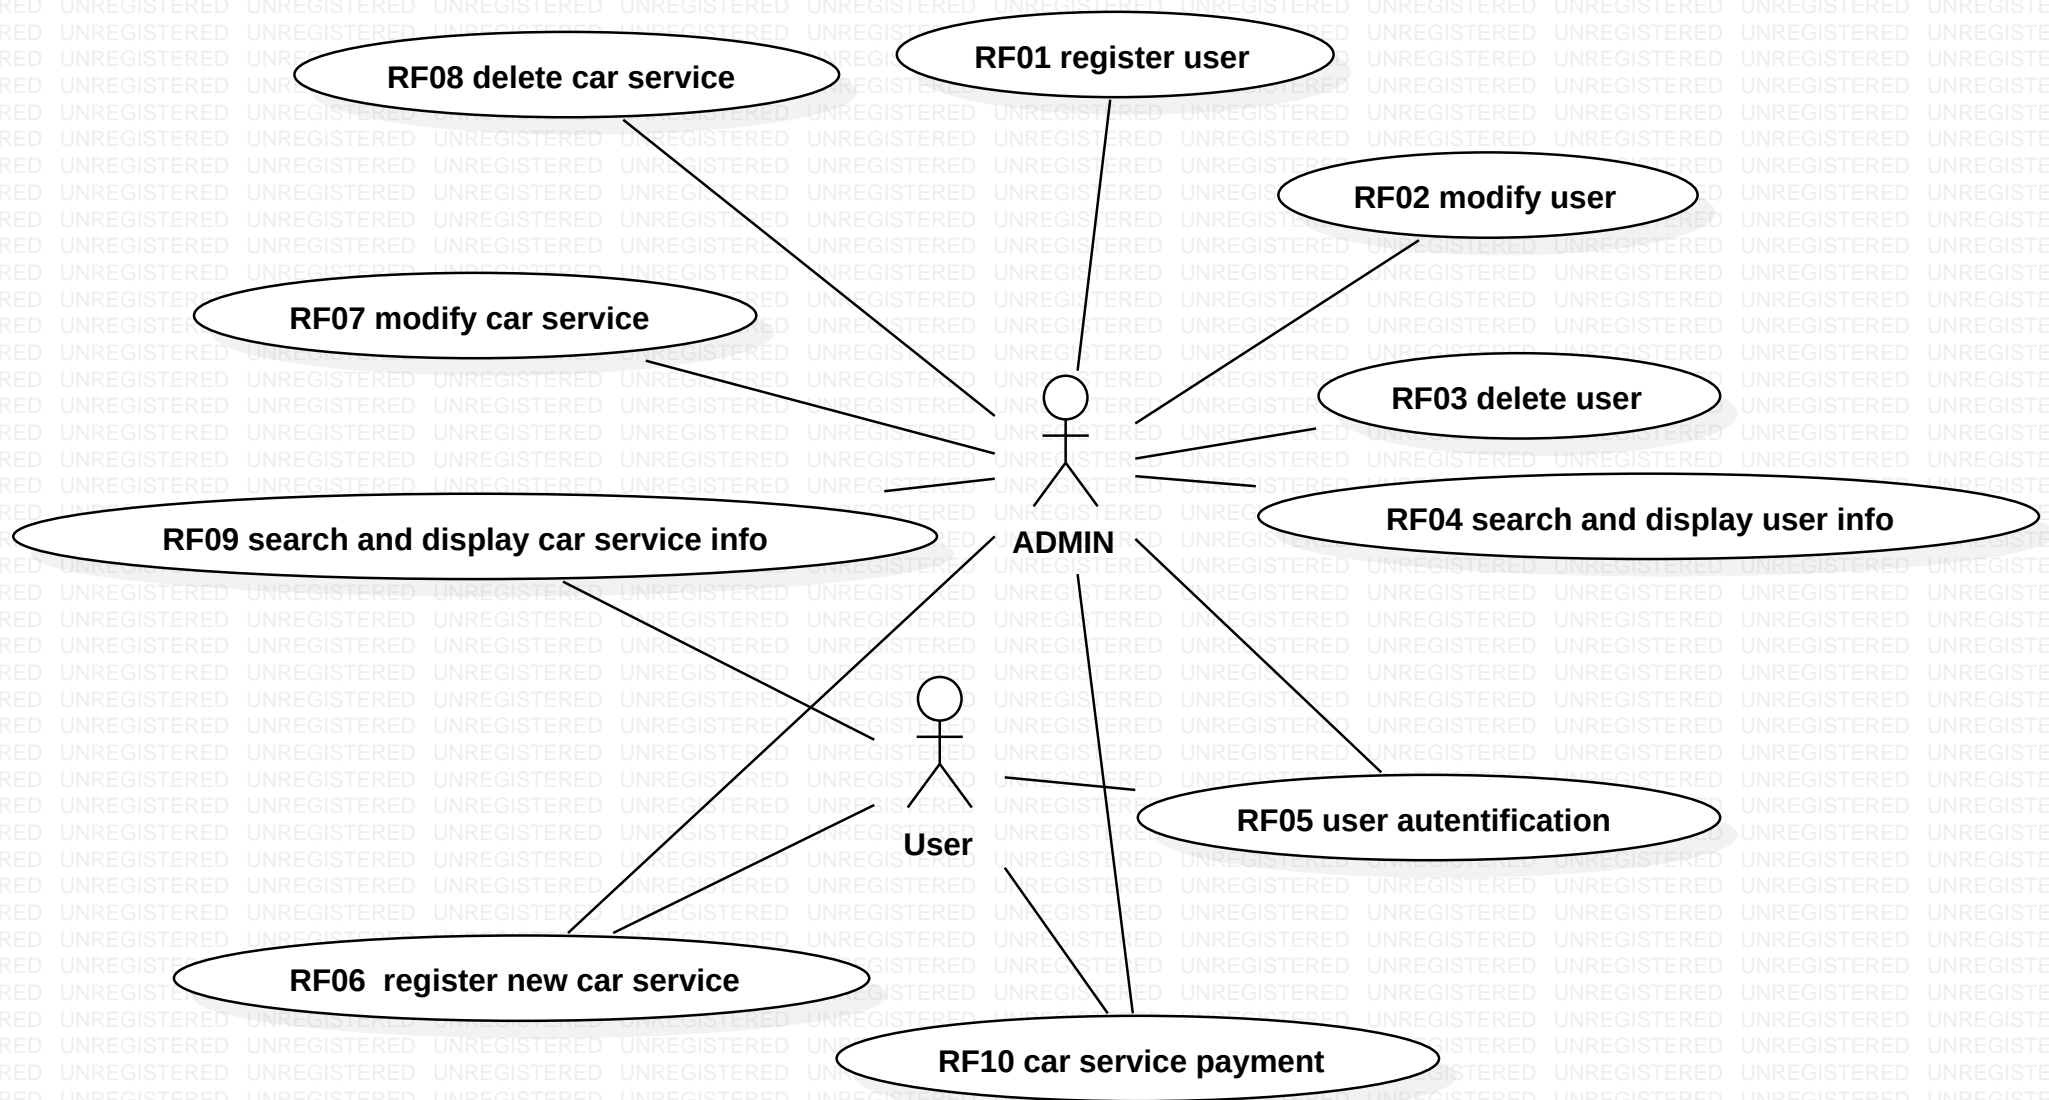 RF01 register user
RF08 delete car service
RF02 modify user
RF07 modify car service
RF03 delete user
RF04 search and display user info
RF09 search and display car service info
ADMIN
RF05 user autentification
User
RF06  register new car service
RF10 car service payment
UNREGISTERED